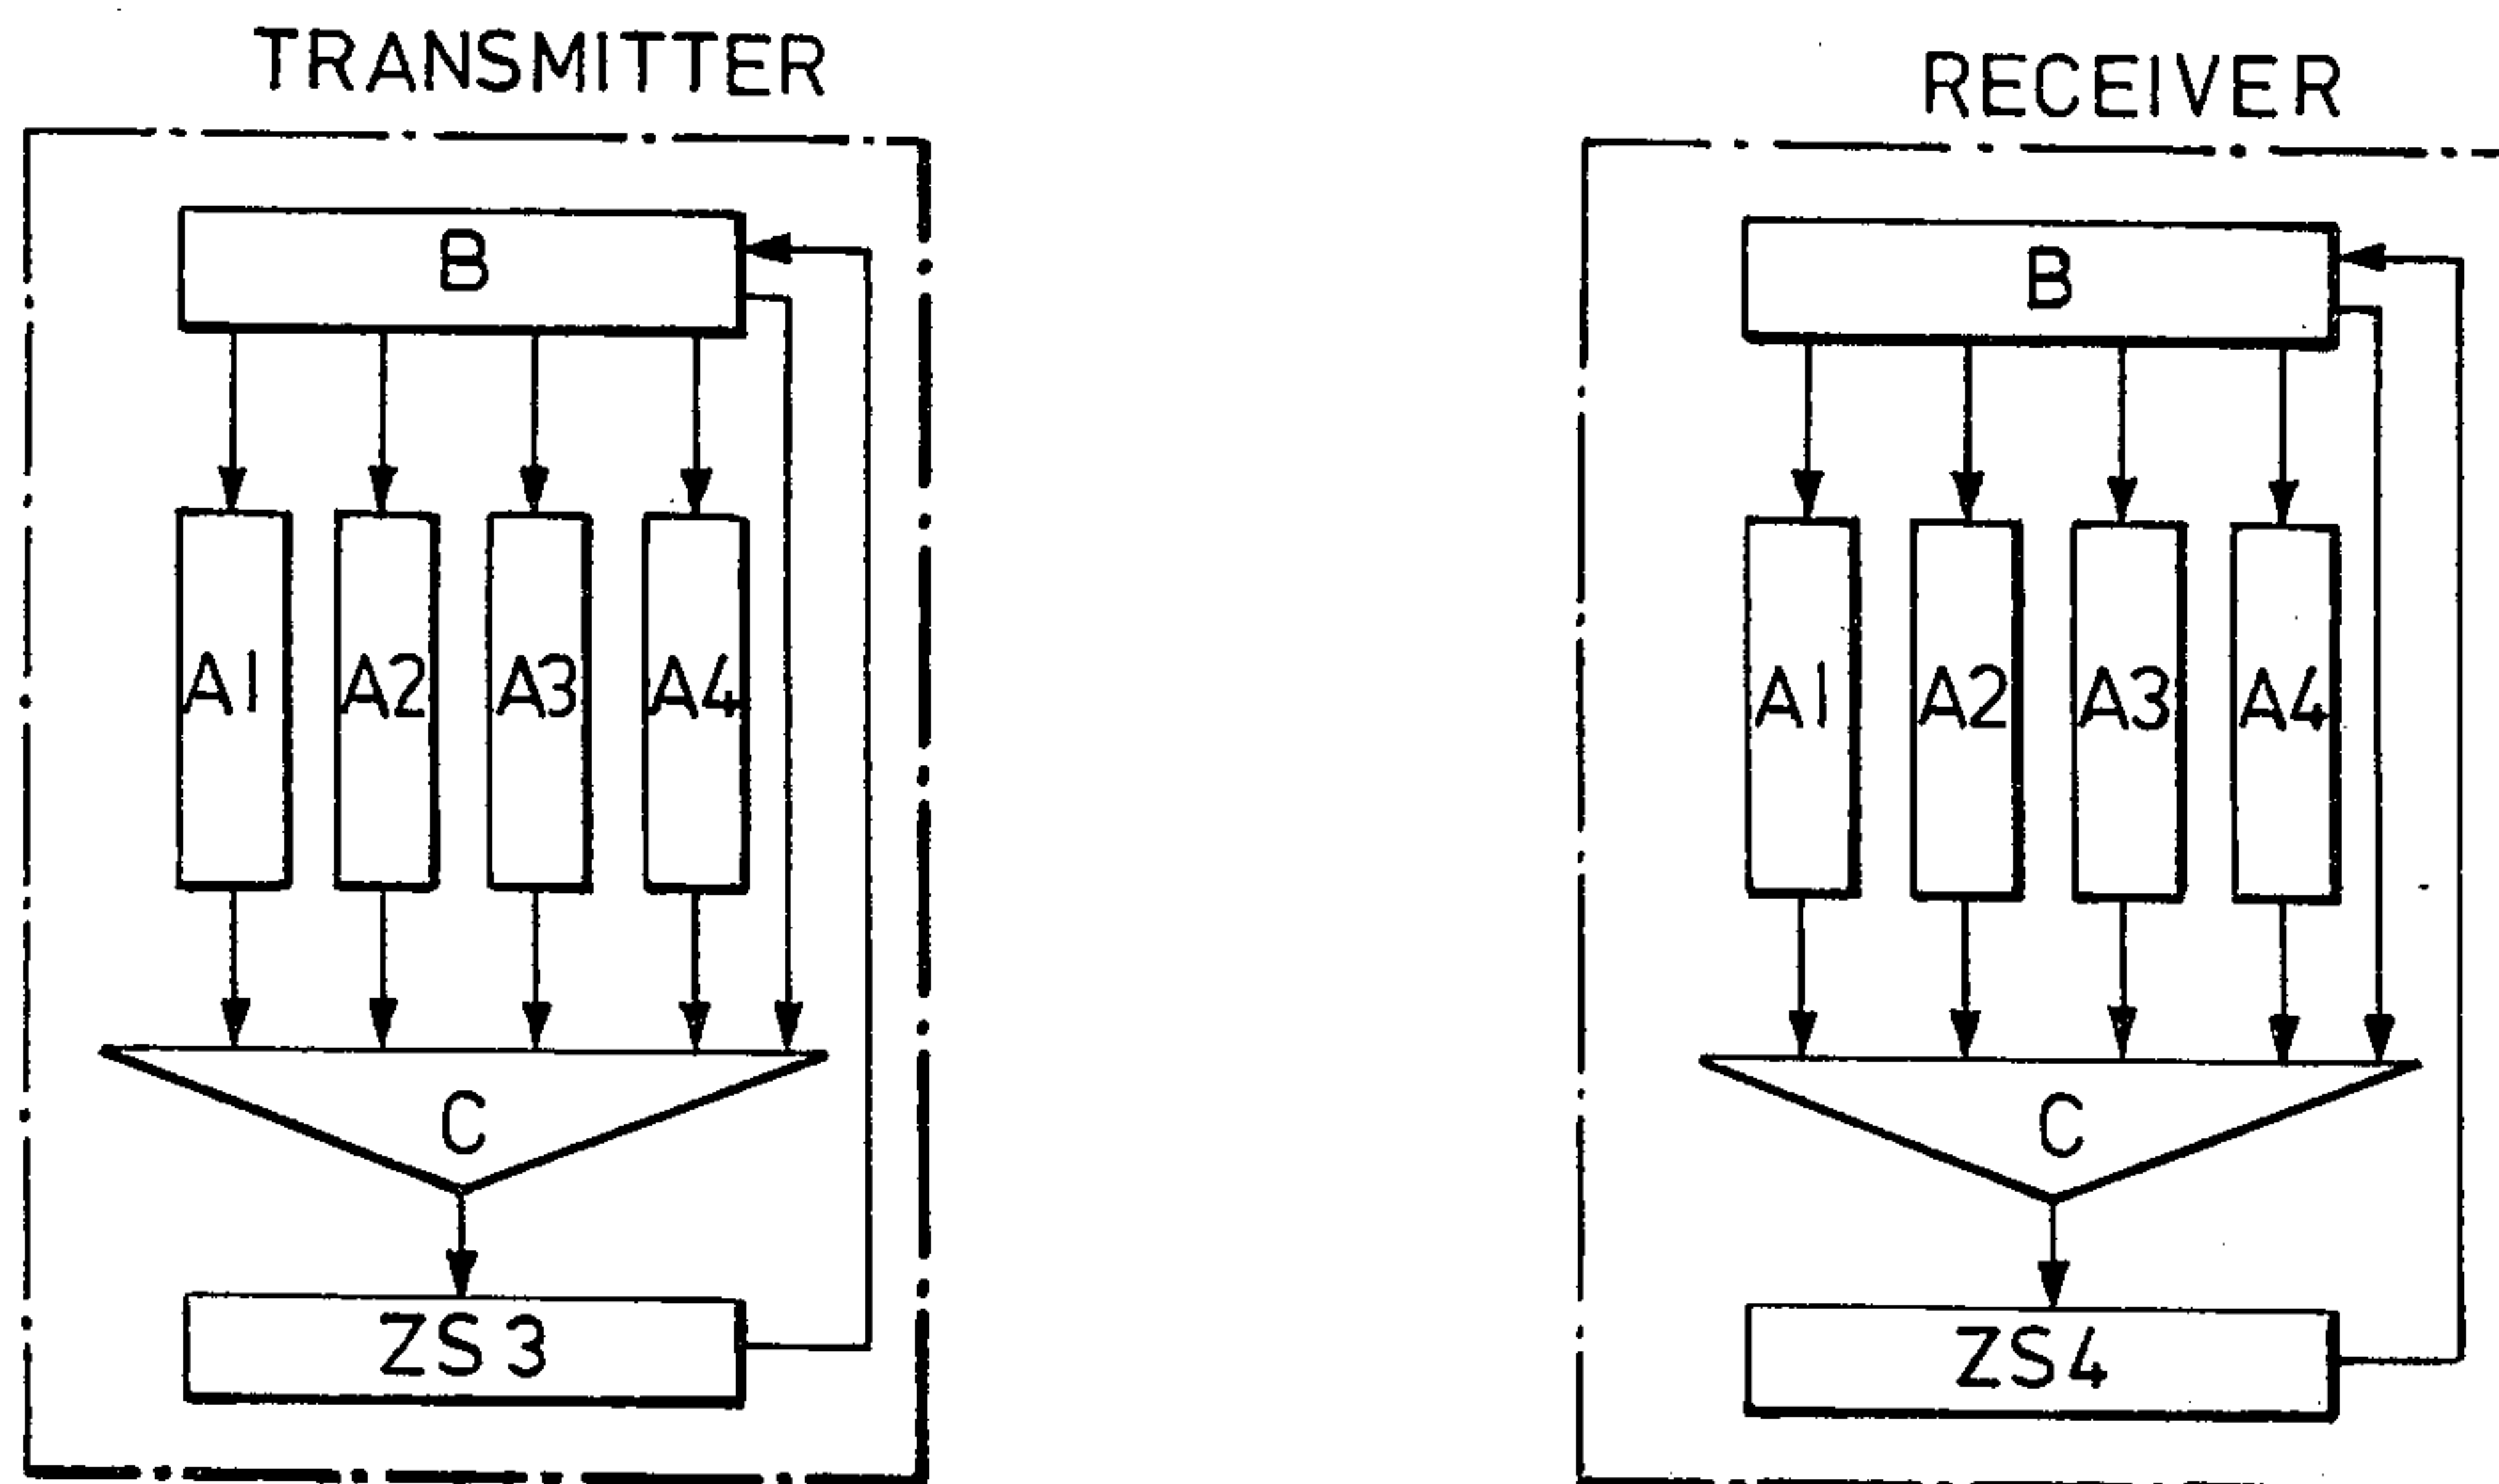 TRANSMITTER
B
A1 A2 A3 A4
C
ZS3
RECEIVER
B
A1 A2 A3 A4
C
ZS4